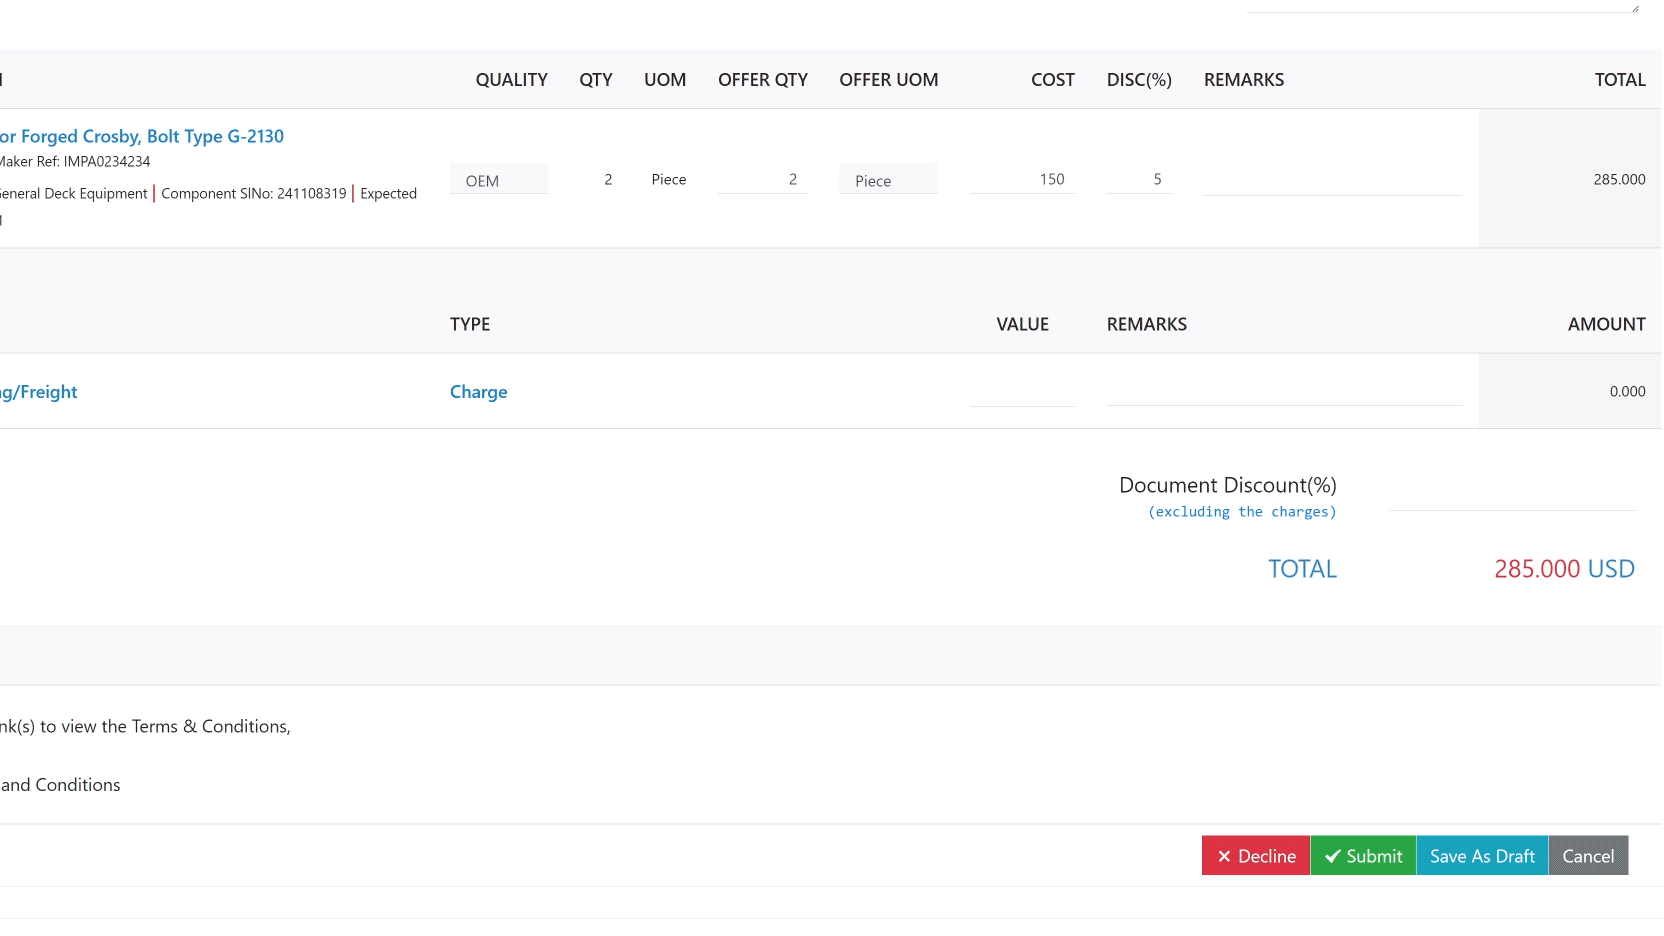 QUALITY QTY UOM OFFER QTY OFFER UOM COST DISC(%) REMARKS TOTAL
or Forged Crosby, Bolt Type G-2130
Maker Ref: IMPA0234234
OEM 2 Piece 2 Piece 150 5 285.000
General Deck Equipment | Component SlNo: 241108319 | Expected
TYPE VALUE REMARKS AMOUNT
g/Freight Charge 0.000
Document Discount(%)
(excluding the charges)
TOTAL 285.000 USD
nk(s) to view the Terms & Conditions,
and Conditions
Decline Submit Save As Draft Cancel